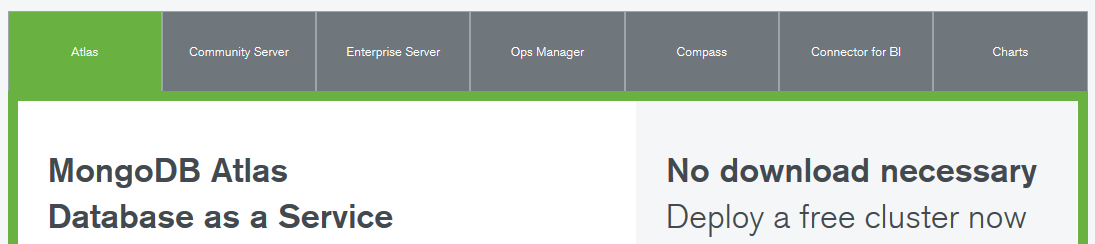 Atlas
Community Server
Enterprise Server
Ops Manager
Compass
Connector for BI
Charts
MongoDB Atlas
Database as a Service
No download necessary
Deploy a free cluster now